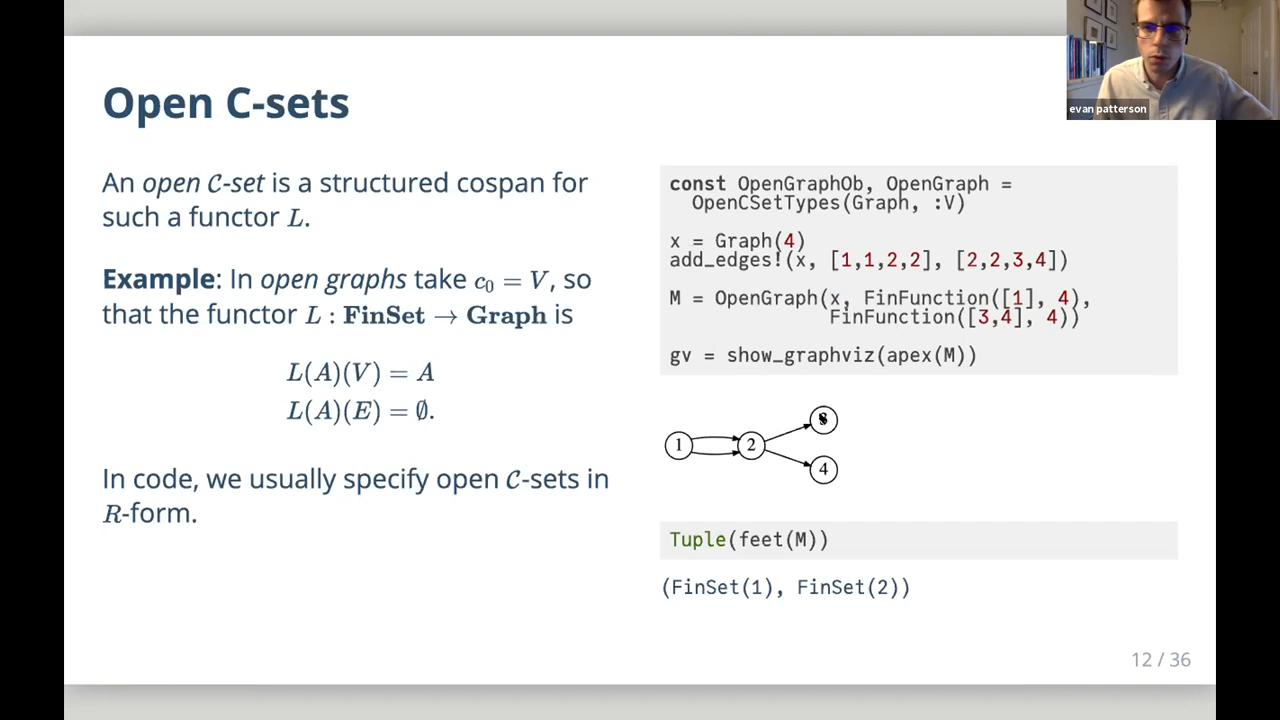 evan patterson
Open C-sets
An open 𝒞-set is a structured cospan for
such a functor L.
Example: In open graphs take c₀ = V, so
that the functor L : FinSet → Graph is
L(A)(V) = A
L(A)(E) = ∅.
In code, we usually specify open 𝒞-sets in
R-form.
const OpenGraphOb, OpenGraph =
OpenCSetTypes(Graph, :V)
x = Graph(4)
add_edges!(x, [1,1,2,2], [2,2,3,4])
M = OpenGraph(x, FinFunction([1], 4),
FinFunction([3,4], 4))
gv = show_graphviz(apex(M))
1
2
4
Tuple(feet(M))
(FinSet(1), FinSet(2))
12 / 36